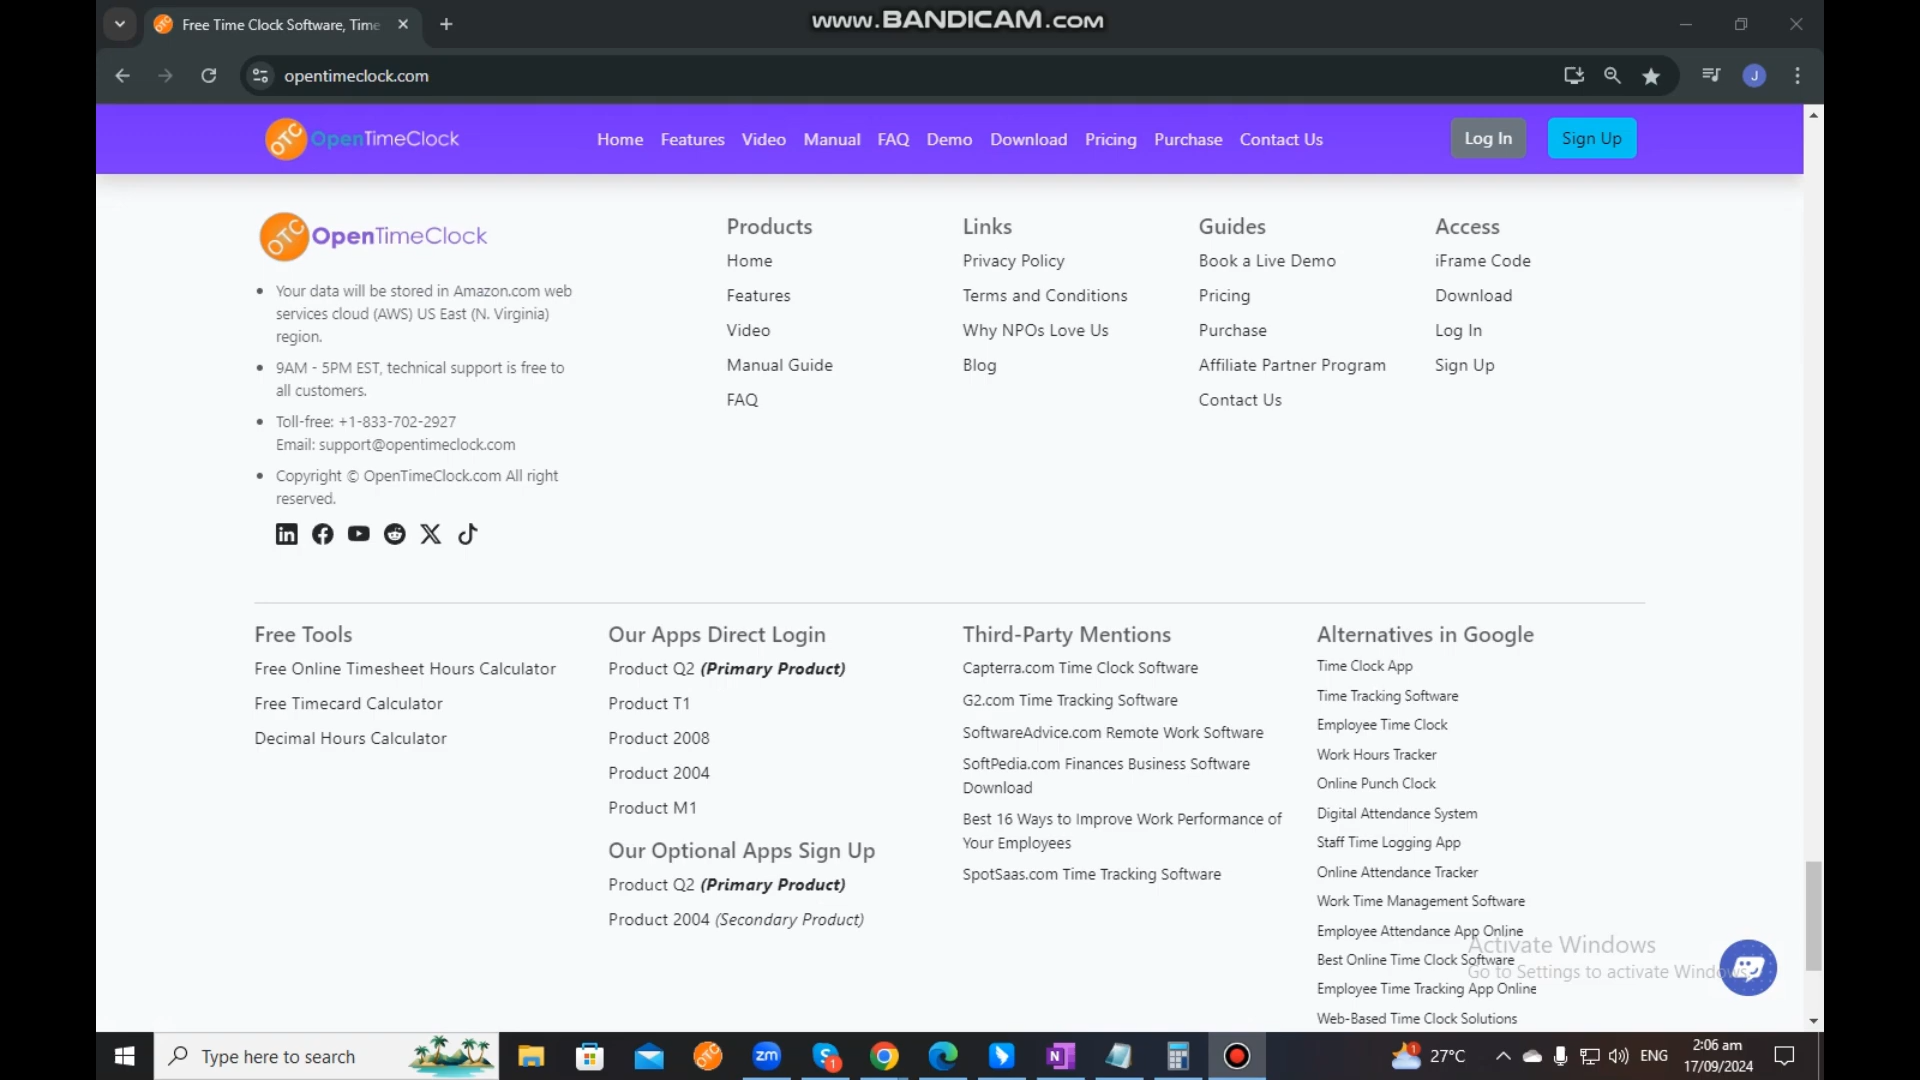 www.BANDICAM.com
Free Time Clock Software, Time
opentimeclock.com
J
OTC OpenTimeClock
Home Features Video Manual FAQ Demo Download Pricing Purchase Contact Us
Log In
Sign Up
OTC OpenTimeClock
Your data will be stored in Amazon.com web
services cloud (AWS) US East (N. Virginia)
region.
9AM - 5PM EST, technical support is free to
all customers.
Toll-free: +1-833-702-2927
Email: support@opentimeclock.com
Copyright © OpenTimeClock.com All right
reserved.
Products
Home
Features
Video
Manual Guide
FAQ
Links
Privacy Policy
Terms and Conditions
Why NPOs Love Us
Blog
Guides
Book a Live Demo
Pricing
Purchase
Affiliate Partner Program
Contact Us
Access
iFrame Code
Download
Log In
Sign Up
Free Tools
Free Online Timesheet Hours Calculator
Free Timecard Calculator
Decimal Hours Calculator
Our Apps Direct Login
Product Q2 (Primary Product)
Product T1
Product 2008
Product 2004
Product M1
Our Optional Apps Sign Up
Product Q2 (Primary Product)
Product 2004 (Secondary Product)
Third-Party Mentions
Capterra.com Time Clock Software
G2.com Time Tracking Software
SoftwareAdvice.com Remote Work Software
SoftPedia.com Finances Business Software
Download
Best 16 Ways to Improve Work Performance of
Your Employees
SpotSaas.com Time Tracking Software
Alternatives in Google
Time Clock App
Time Tracking Software
Employee Time Clock
Work Hours Tracker
Online Punch Clock
Digital Attendance System
Staff Time Logging App
Online Attendance Tracker
Work Time Management Software
Employee Attendance App Online
Best Online Time Clock Software
Employee Time Tracking App Online
Web-Based Time Clock Solutions
Activate Windows
Go to Settings to activate Windows.
Type here to search
OTC
zm
1
N
1
27°C
ENG
2:06 am
17/09/2024